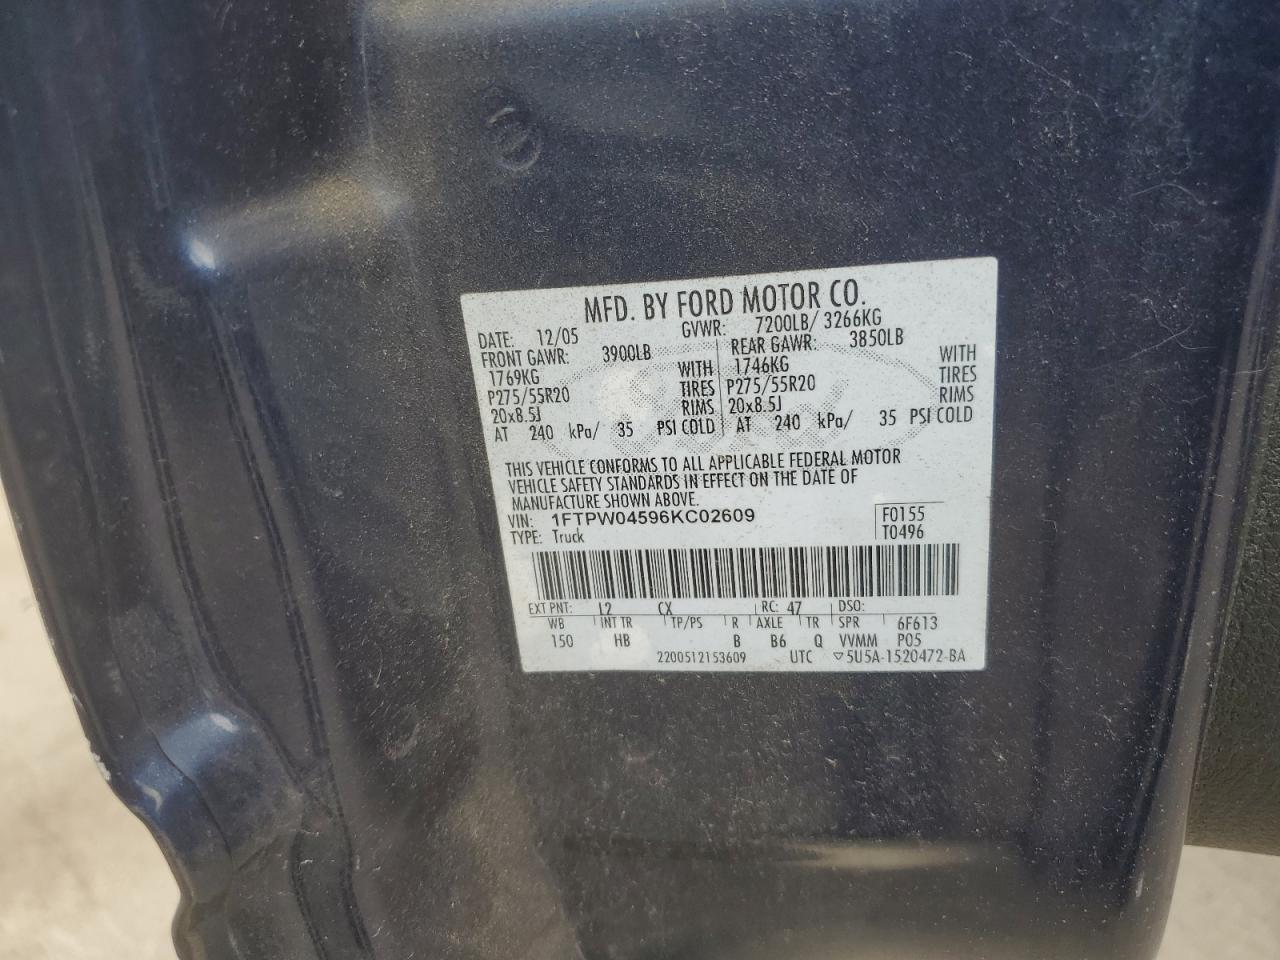 MFD. BY FORD MOTOR CO.
DATE: 12/05 GVWR: 7200LB/ 3266KG
FRONT GAWR: 3900LB REAR GAWR: 3850LB
1769KG WITH 1746KG WITH
P275/55R20 TIRES P275/55R20 TIRES
20x8.5J RIMS 20x8.5J RIMS
AT 240 kPa/ 35 PSI COLD AT 240 kPa/ 35 PSI COLD
THIS VEHICLE CONFORMS TO ALL APPLICABLE FEDERAL MOTOR
VEHICLE SAFETY STANDARDS IN EFFECT ON THE DATE OF
MANUFACTURE SHOWN ABOVE.
VIN: 1FTPW04596KC02609 F0155
TYPE: Truck T0496
EXT PNT: L2 CX RC: 47 DSO:
WB INT TR TP/PS R AXLE TR SPR 6F613
150 HB B B6 Q VVMM P05
2200512153609 UTC ▽5U5A-1520472-BA